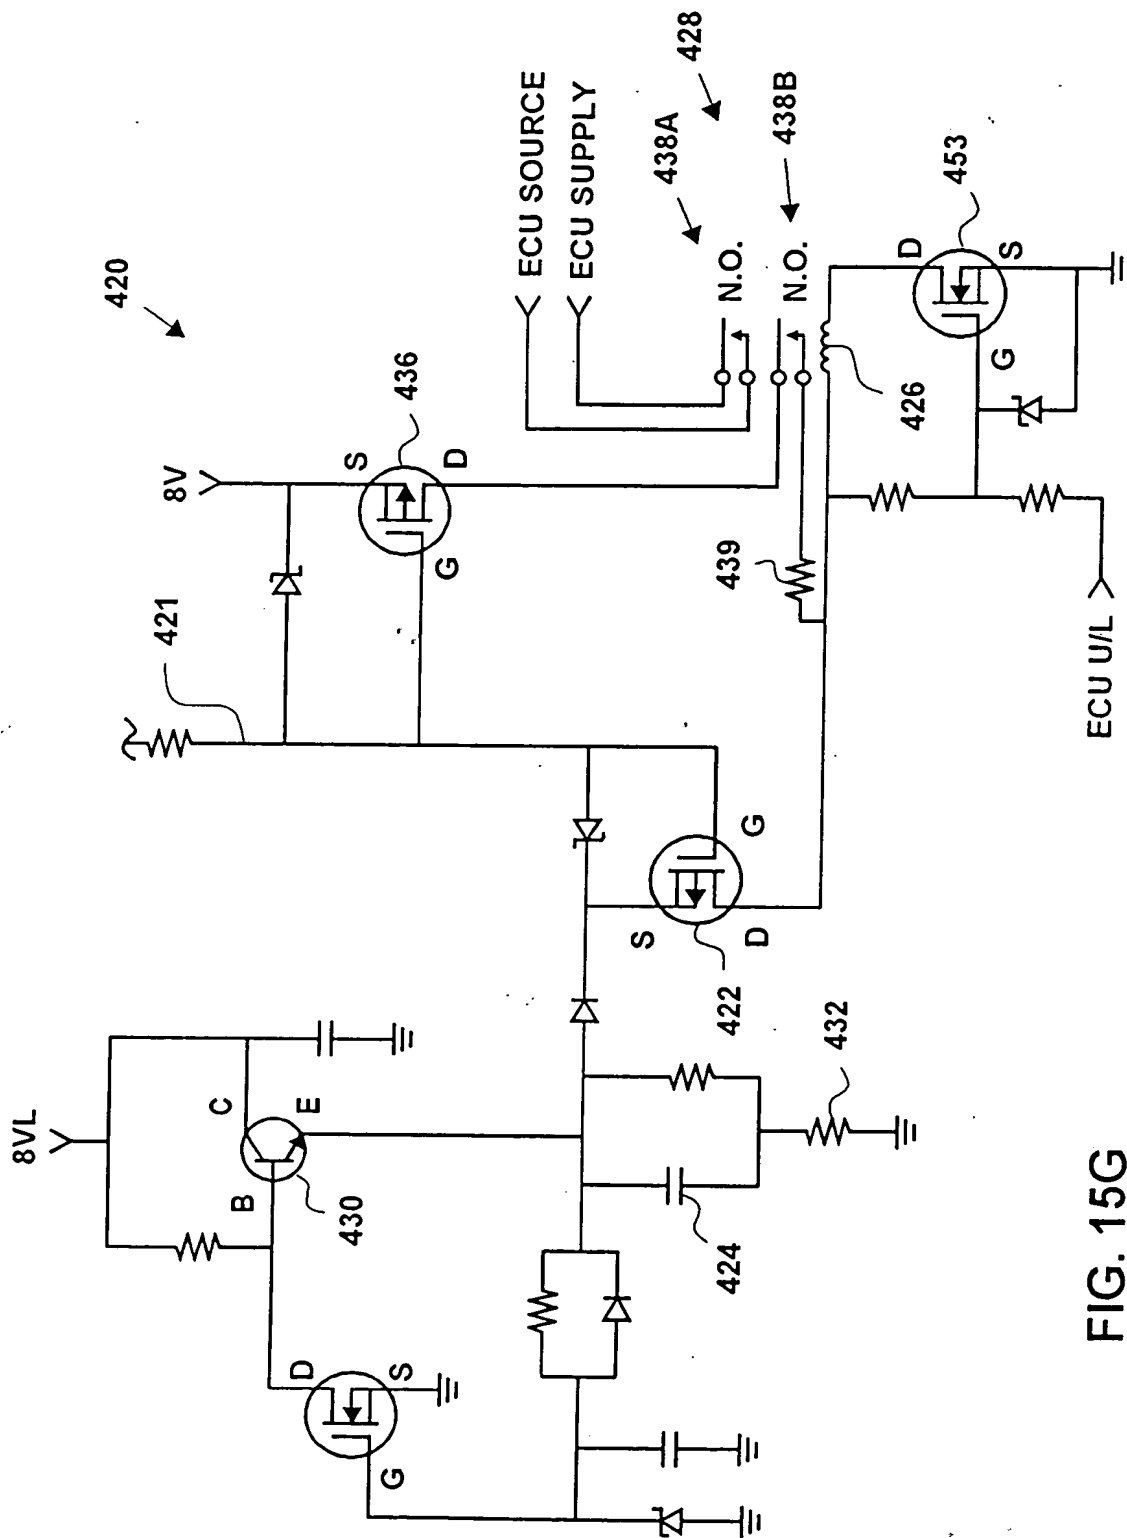 420
421
8V
S
436
D
G
ECU SOURCE
ECU SUPPLY
438A
428
N.O.
438B
N.O.
439
D
453
S
G
426
ECU U/L
8VL
C
E
B
430
D
S
G
S
G
D
422
432
424
FIG. 15G